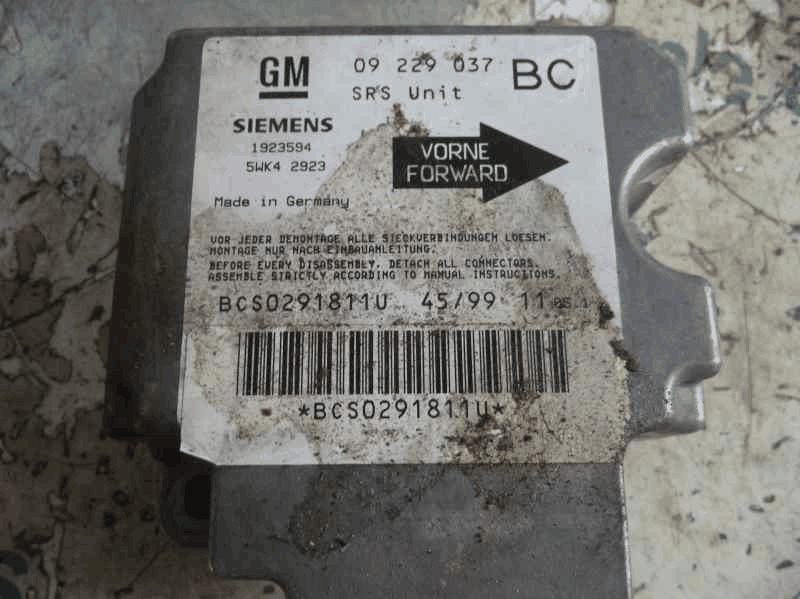 GM 09 229 037 BC
SRS Unit
SIEMENS
1923594
5WK4 2923
VORNE
FORWARD
Made in Germany
VOR JEDER DEMONTAGE ALLE STECKVERBINDUNGEN LOESEN.
MONTAGE NUR NACH EINBAUANLEITUNG.
BEFORE EVERY DISASSEMBLY, DETACH ALL CONNECTORS.
ASSEMBLE STRICTLY ACCORDING TO MANUAL INSTRUCTIONS.
BCS0291811U 45/99 11
*BCS0291811U*